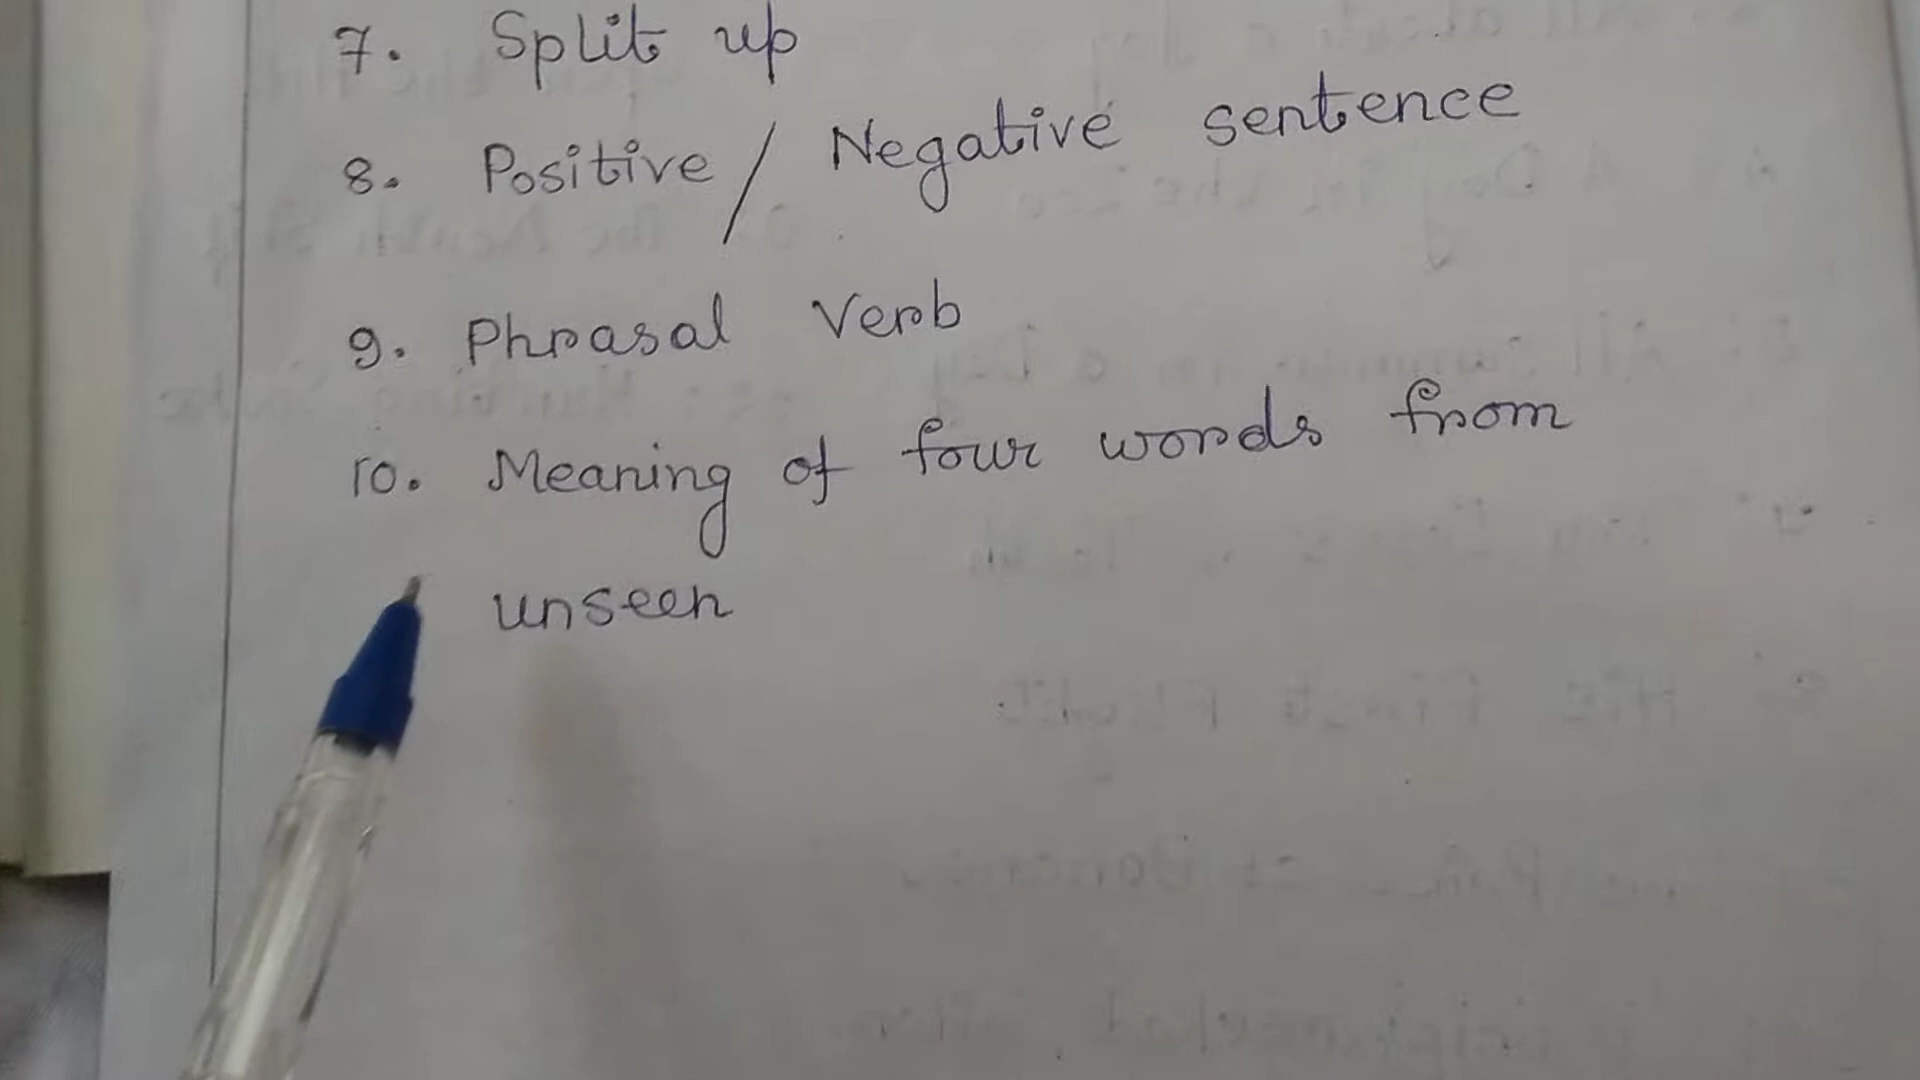 7. Split up
8. Positive / Negative sentence
9. Phrasal Verb
10. Meaning of four words from
unseen